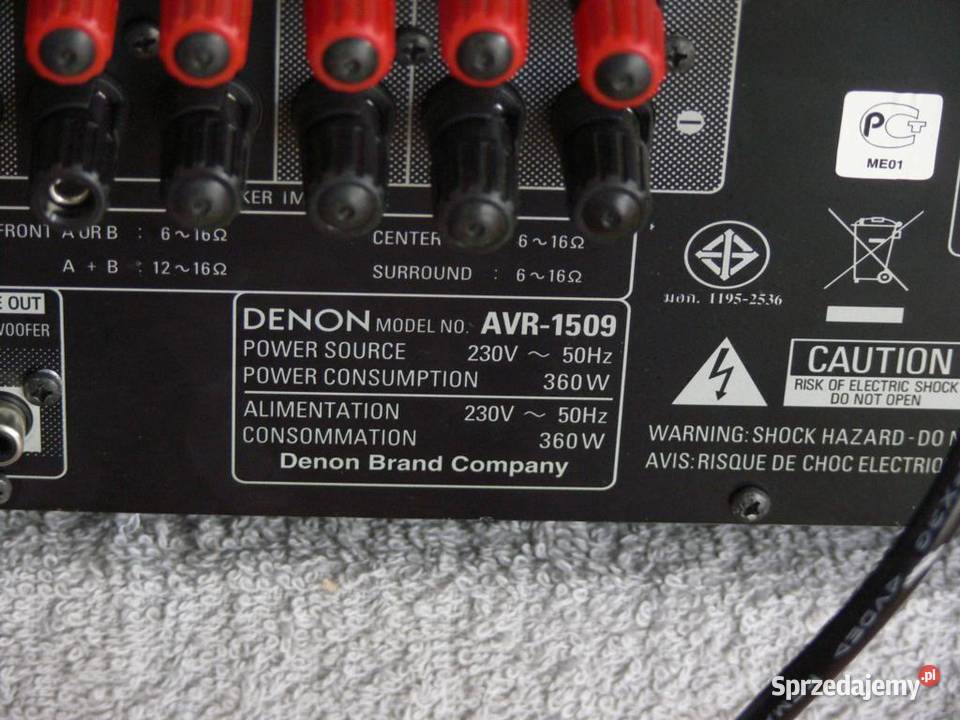 PCT
ME01
KER IM
FRONT A OR B : 6~16Ω
A + B : 12~16Ω
CENTER 6~16Ω
SURROUND : 6~16Ω
E OUT
WOOFER
DENON MODEL NO. AVR-1509
POWER SOURCE 230V ~ 50Hz
POWER CONSUMPTION 360W
ALIMENTATION 230V ~ 50Hz
CONSOMMATION 360W
Denon Brand Company
มอก. 1195-2536
CAUTION
RISK OF ELECTRIC SHOCK
DO NOT OPEN
WARNING: SHOCK HAZARD - DO N
AVIS: RISQUE DE CHOC ELECTRIQ
Sprzedajemy.pl